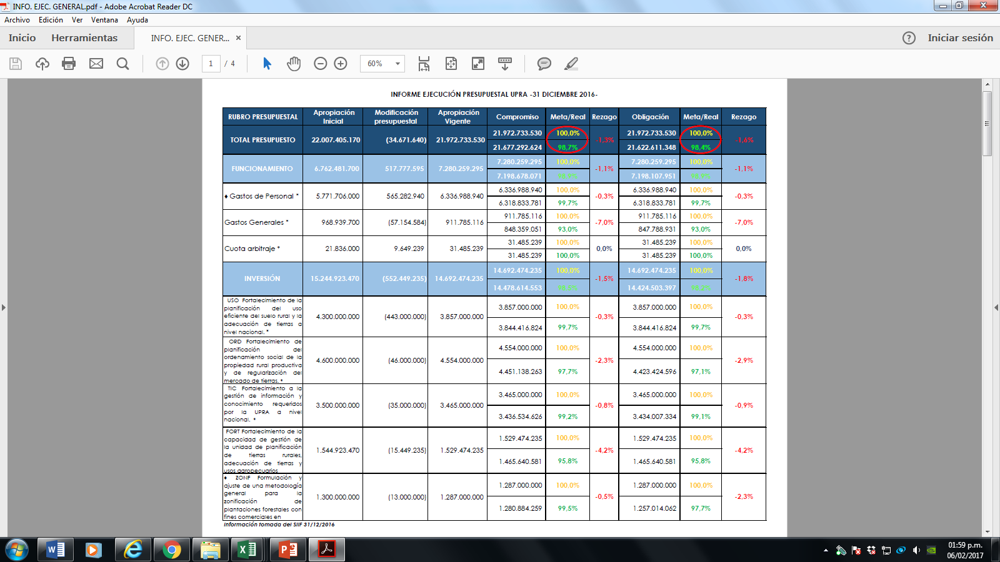 INFO. EJEC. GENERAL.pdf - Adobe Acrobat Reader DC
Archivo Edición Ver Ventana Ayuda
Inicio Herramientas INFO. EJEC. GENER... × ? Iniciar sesión
1 / 4 60%
INFORME EJECUCIÓN PRESUPUESTAL UPRA -31 DICIEMBRE 2016-
RUBRO PRESUPUESTAL Apropiación Inicial Modificación presupuestal Apropiación Vigente Compromiso Meta/Real Rezago Obligación Meta/Real Rezago
TOTAL PRESUPUESTO 22.007.405.170 (34.671.640) 21.972.733.530 21.972.733.530 100,0% -1,3% 21.972.733.530 100,0% -1,6%
21.677.292.624 98,7% 21.622.611.348 98,4%
FUNCIONAMIENTO 6.762.481.700 517.777.595 7.280.259.295 7.280.259.295 100,0% -1,1% 7.280.259.295 100,0% -1,1%
7.198.678.071 7.198.107.951
♦ Gastos de Personal * 5.771.706.000 565.282.940 6.336.988.940 6.336.988.940 100,0% -0,3% 6.336.988.940 100,0% -0,3%
6.318.833.781 99,7% 6.318.833.781 99,7%
Gastos Generales * 968.939.700 (57.154.584) 911.785.116 911.785.116 100,0% -7,0% 911.785.116 100,0% -7,0%
848.359.051 93,0% 847.788.931 93,0%
Cuota arbitraje * 21.836.000 9.649.239 31.485.239 31.485.239 100,0% 0,0% 31.485.239 100,0% 0,0%
31.485.239 100,0% 31.485.239 100,0%
INVERSIÓN 15.244.923.470 (552.449.235) 14.692.474.235 14.692.474.235 100,0% -1,5% 14.692.474.235 100,0% -1,8%
14.478.614.553 14.424.503.397
USO Fortalecimiento de la
planificación del uso
eficiente del suelo rural y la
adecuación de tierras a
nivel nacional. *
4.300.000.000 (443.000.000) 3.857.000.000 3.857.000.000 100,0% -0,3% 3.857.000.000 100,0% -0,3%
3.844.416.824 99,7% 3.844.416.824 99,7%
ORD Fortalecimiento de
planificación del
ordenamiento social de la
propiedad rural productiva
y de regularización del
mercado de tierras. *
4.600.000.000 (46.000.000) 4.554.000.000 4.554.000.000 100,0% -2,3% 4.554.000.000 100,0% -2,9%
4.451.138.263 97,7% 4.423.424.596 97,1%
TIC Fortalecimiento a la
gestión de información y
conocimiento requeridos
por la UPRA a nivel
nacional. *
3.500.000.000 (35.000.000) 3.465.000.000 3.465.000.000 100,0% -0,8% 3.465.000.000 100,0% -0,9%
3.436.534.626 99,2% 3.434.007.334 99,1%
FORT Fortalecimiento de la
capacidad de gestión de
la unidad de planificación
de tierras rurales,
adecuación de tierras y
usos agropecuarios
1.544.923.470 (15.449.235) 1.529.474.235 1.529.474.235 100,0% -4,2% 1.529.474.235 100,0% -4,2%
1.465.640.581 95,8% 1.465.640.581 95,8%
♦ ZONF Formulación y
ajuste de una metodología
general para la
zonificación de
plantaciones forestales con
fines comerciales en
1.300.000.000 (13.000.000) 1.287.000.000 1.287.000.000 100,0% -0,5% 1.287.000.000 100,0% -2,3%
1.280.884.259 99,5% 1.257.014.062 97,7%
Información tomada del SIIF 31/12/2016
01:59 p.m.
06/02/2017